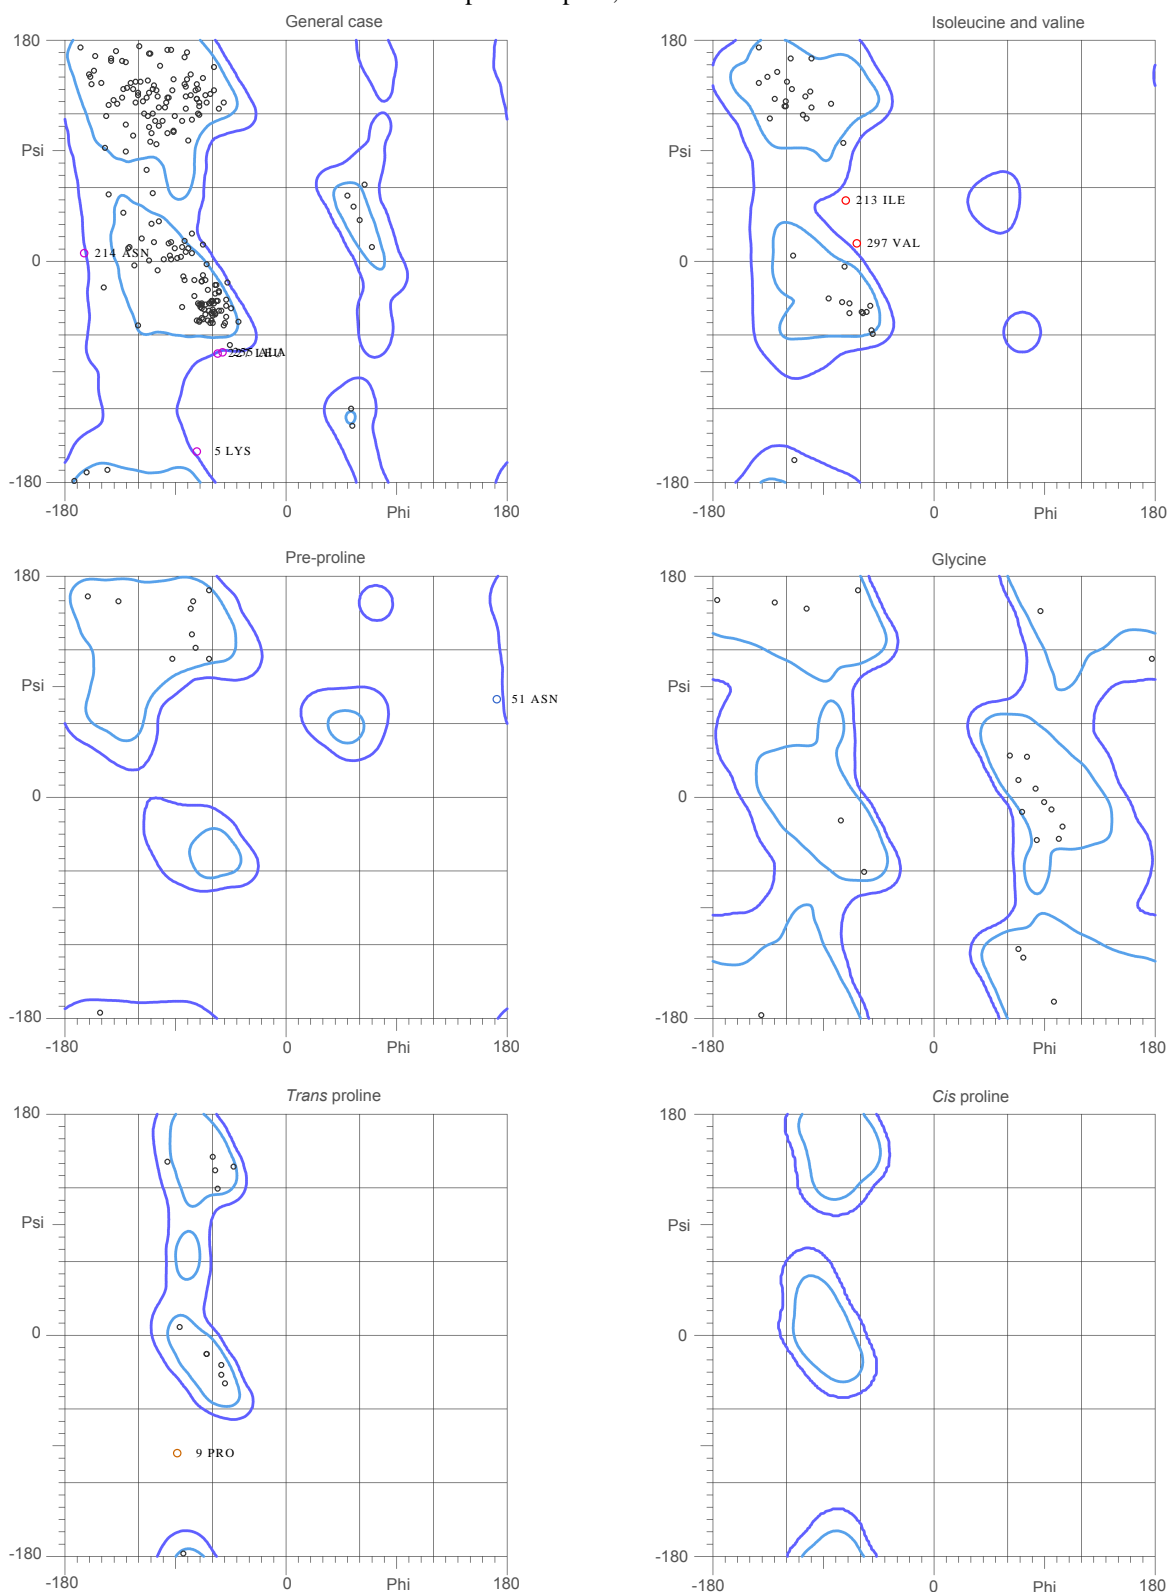 General case
180
Psi
0
-180
-180
0
Phi
180
214 ASN
5 LYS
Isoleucine and valine
180
Psi
0
-180
-180
0
Phi
180
213 ILE
297 VAL
Pre-proline
180
Psi
0
-180
-180
0
Phi
180
51 ASN
Glycine
180
Psi
0
-180
-180
0
Phi
180
Trans proline
180
Psi
0
-180
-180
0
Phi
180
9 PRO
Cis proline
180
Psi
0
-180
-180
0
Phi
180